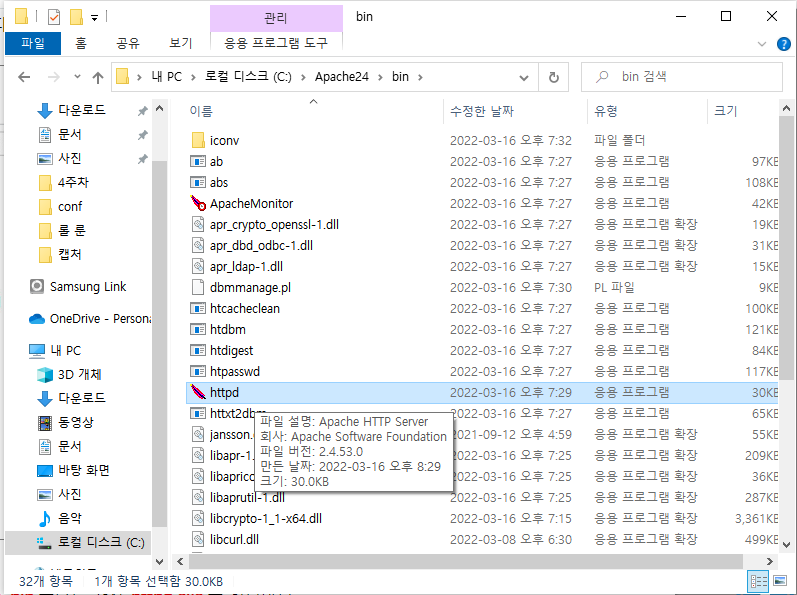 관리
bin
파일
홈
공유
보기
응용 프로그램 도구
내 PC > 로컬 디스크 (C:) > Apache24 > bin >
bin 검색
다운로드
문서
사진
4주차
conf
롤 룬
캡처
Samsung Link
OneDrive - Persona
내 PC
3D 개체
다운로드
동영상
문서
바탕 화면
사진
음악
로컬 디스크 (C:)
이름 수정한 날짜 유형 크기
iconv 2022-03-16 오후 7:32 파일 폴더
ab 2022-03-16 오후 7:27 응용 프로그램 97KB
abs 2022-03-16 오후 7:27 응용 프로그램 108KB
ApacheMonitor 2022-03-16 오후 7:27 응용 프로그램 42KB
apr_crypto_openssl-1.dll 2022-03-16 오후 7:27 응용 프로그램 확장 19KB
apr_dbd_odbc-1.dll 2022-03-16 오후 7:27 응용 프로그램 확장 31KB
apr_ldap-1.dll 2022-03-16 오후 7:27 응용 프로그램 확장 15KB
dbmmanage.pl 2022-03-16 오후 7:30 PL 파일 9KB
htcacheclean 2022-03-16 오후 7:27 응용 프로그램 100KB
htdbm 2022-03-16 오후 7:27 응용 프로그램 121KB
htdigest 2022-03-16 오후 7:27 응용 프로그램 84KB
htpasswd 2022-03-16 오후 7:27 응용 프로그램 117KB
httpd 2022-03-16 오후 7:29 응용 프로그램 30KB
httxt2dbm 2022-03-16 오후 7:27 응용 프로그램 65KB
jansson. 2021-09-12 오후 4:59 응용 프로그램 확장 55KB
libapr-1. 2022-03-16 오후 7:27 응용 프로그램 확장 209KB
libaprico 2022-03-16 오후 7:27 응용 프로그램 확장 36KB
libaprutil-1.dll 2022-03-16 오후 7:27 응용 프로그램 확장 287KB
libcrypto-1_1-x64.dll 2022-03-16 오후 7:15 응용 프로그램 확장 3,361KB
libcurl.dll 2022-03-08 오후 6:30 응용 프로그램 확장 499KB
파일 설명: Apache HTTP Server
회사: Apache Software Foundation
파일 버전: 2.4.53.0
만든 날짜: 2022-03-16 오후 8:29
크기: 30.0KB
32개 항목 1개 항목 선택함 30.0KB